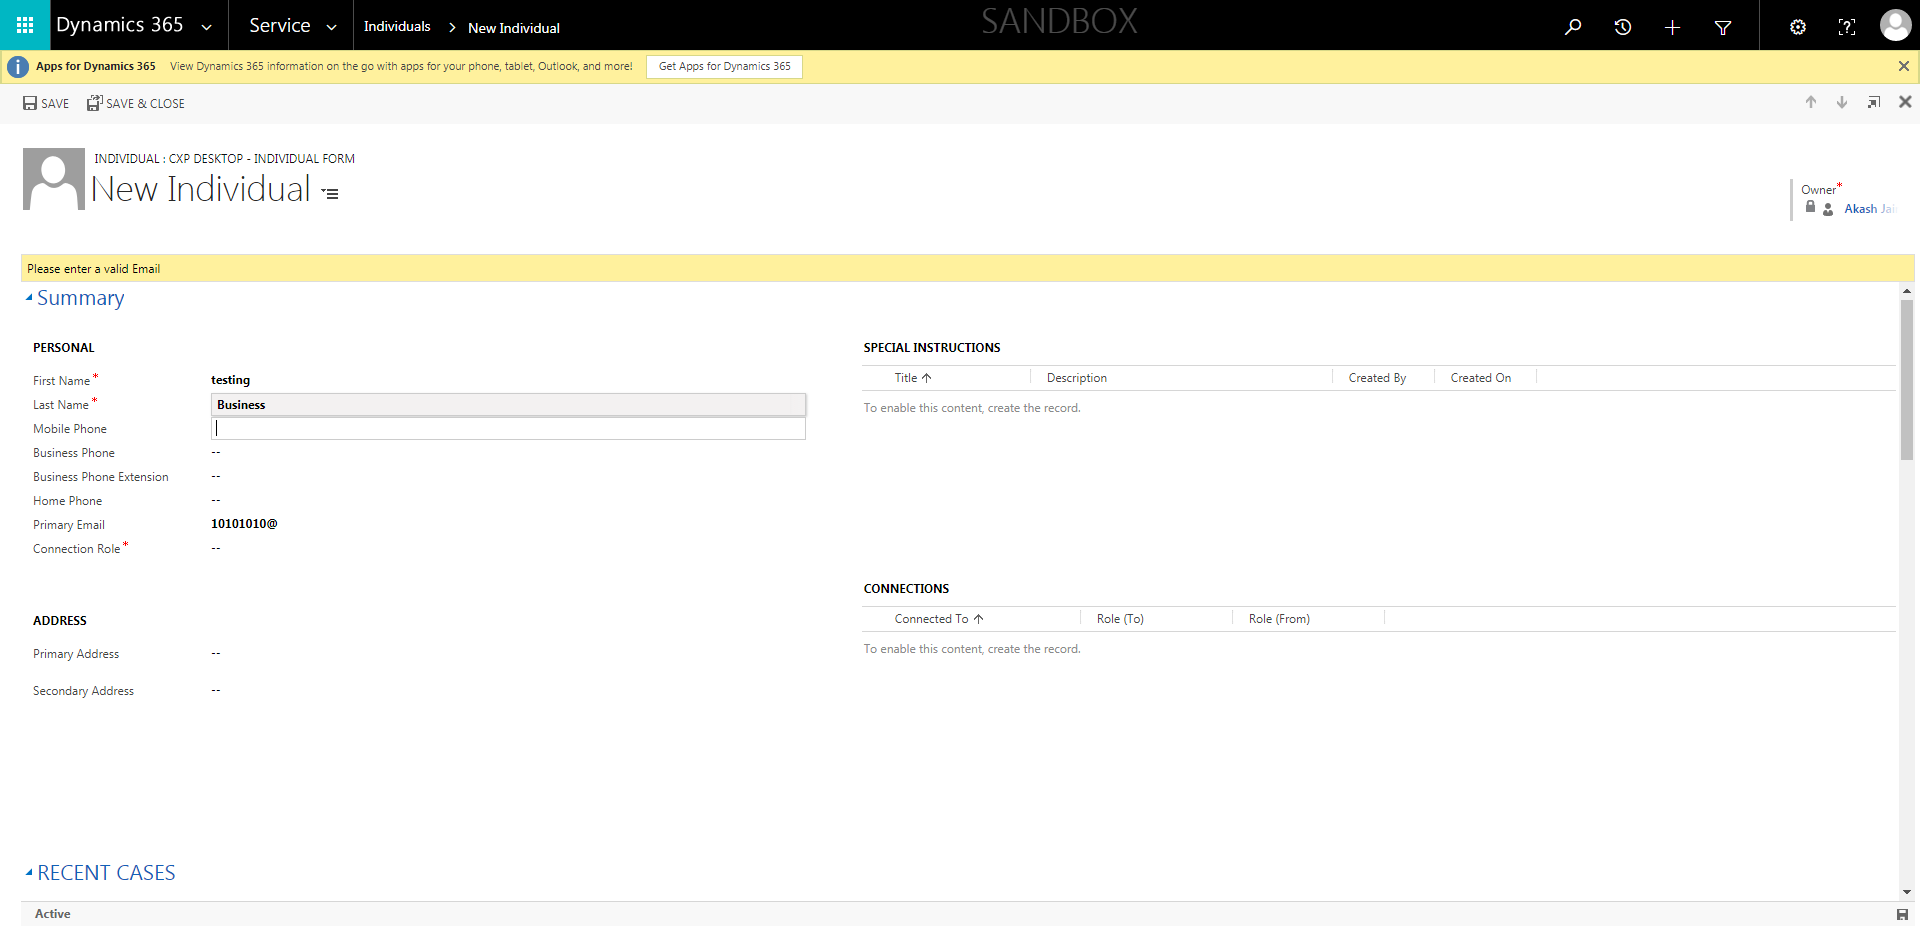 Dynamics 365 Service Individuals > New Individual SANDBOX
Apps for Dynamics 365 View Dynamics 365 information on the go with apps for your phone, tablet, Outlook, and more! Get Apps for Dynamics 365
SAVE SAVE & CLOSE
INDIVIDUAL : CXP DESKTOP - INDIVIDUAL FORM
New Individual
Owner*
Akash Jai
Please enter a valid Email
Summary
PERSONAL
First Name* testing
Last Name* Business
Mobile Phone
Business Phone --
Business Phone Extension --
Home Phone --
Primary Email 10101010@
Connection Role* --
ADDRESS
Primary Address --
Secondary Address --
SPECIAL INSTRUCTIONS
Title Description Created By Created On
To enable this content, create the record.
CONNECTIONS
Connected To Role (To) Role (From)
To enable this content, create the record.
RECENT CASES
Active